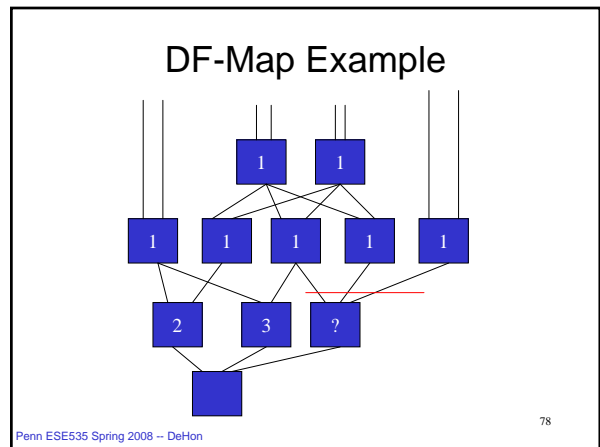 DF-Map Example
1 1
1 1 1 1 1
2 3 ?
78
Penn ESE535 Spring 2008 -- DeHon